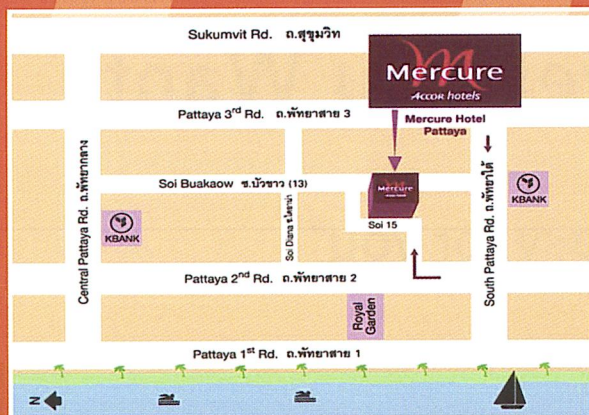 Sukumvit Rd. ถ.สุขุมวิท
Mercure
ACCOR hotels
Pattaya 3rd Rd. ถ.พัทยาสาย 3
Mercure Hotel
Pattaya
Central Pattaya Rd. ถ.พัทยากลาง
South Pattaya Rd. ถ.พัทยาใต้
Soi Buakaow ซ.บัวขาว (13)
Mercure
KBANK
KBANK
Soi Diana ซ.ไดอาน่า
Soi 15
Pattaya 2nd Rd. ถ.พัทยาสาย 2
Royal
Garden
Pattaya 1st Rd. ถ.พัทยาสาย 1
N